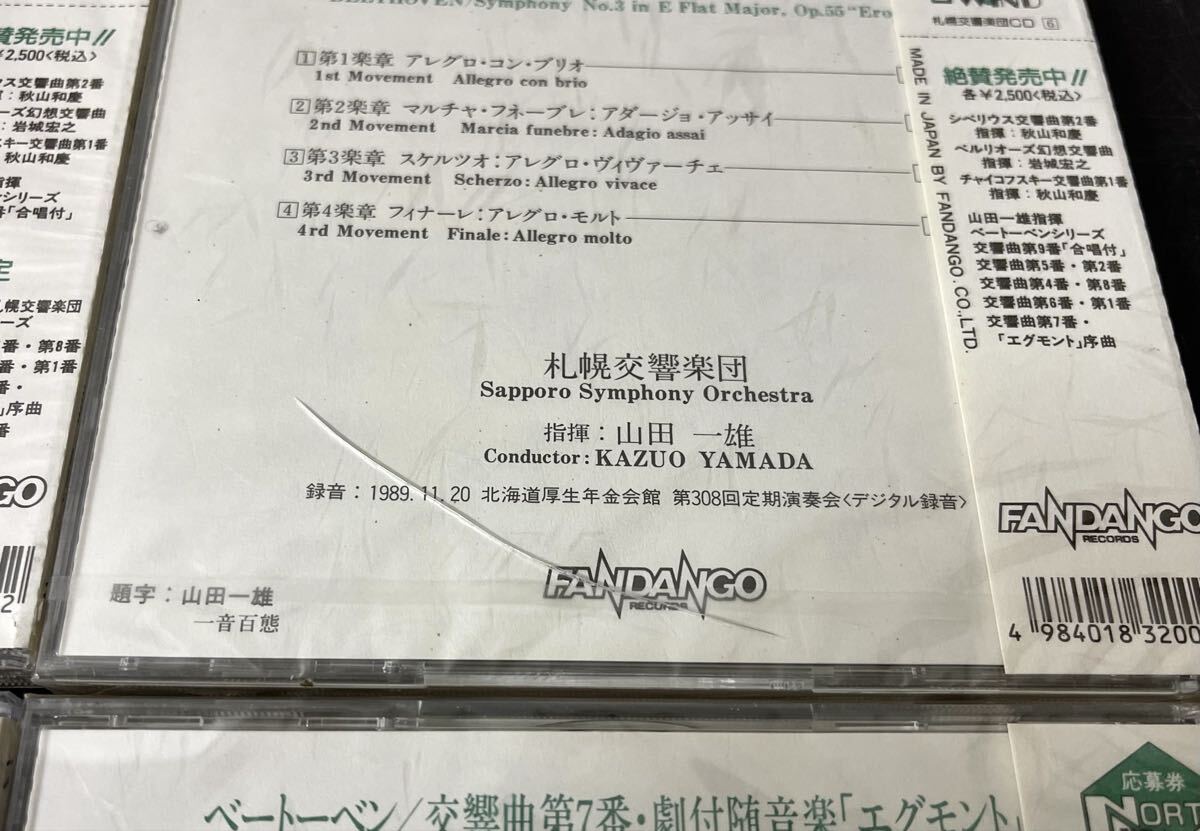 BEETHOVEN/Symphony No.3 in E Flat Major, Op.55 "Ero
1 第1楽章 アレグロ・コン・ブリオ
1st Movement Allegro con brio
2 第2楽章 マルチャ・フネーブレ：アダージョ・アッサイ
2nd Movement Marcia funebre: Adagio assai
3 第3楽章 スケルツオ：アレグロ・ヴィヴァーチェ
3rd Movement Scherzo: Allegro vivace
4 第4楽章 フィナーレ：アレグロ・モルト
4rd Movement Finale: Allegro molto
札幌交響楽団
Sapporo Symphony Orchestra
指揮：山田 一雄
Conductor: KAZUO YAMADA
録音：1989.11.20 北海道厚生年金会館 第308回定期演奏会<デジタル録音>
FANDANGO
RECORDS
題字：山田一雄
一音百態
賛発売中!!
¥2,500<税込>
ウス交響曲第2番
：秋山和慶
ーズ幻想交響曲
：岩城宏之
スキー交響曲第1番
秋山和慶
指揮
シリーズ
番「合唱付」
定
札幌交響楽団
ーズ
番・第8番
番・第1番
番・
」序曲
番
GO
2
WIND
札幌交響楽団CD 6
MADE IN JAPAN BY FANDANGO.CO.,LTD.
絶賛発売中!!
各¥2,500<税込>
シベリウス交響曲第2番
指揮：秋山和慶
ベルリオーズ幻想交響曲
指揮：岩城宏之
チャイコフスキー交響曲第1番
指揮：秋山和慶
山田一雄指揮
ベートーベンシリーズ
交響曲第9番「合唱付」
交響曲第5番・第2番
交響曲第4番・第8番
交響曲第6番・第1番
交響曲第7番・
「エグモント」序曲
FANDANGO
RECORDS
4 984018 3200
ベートーベン/交響曲第7番・劇付随音楽「エグモント」
応募券
NORT